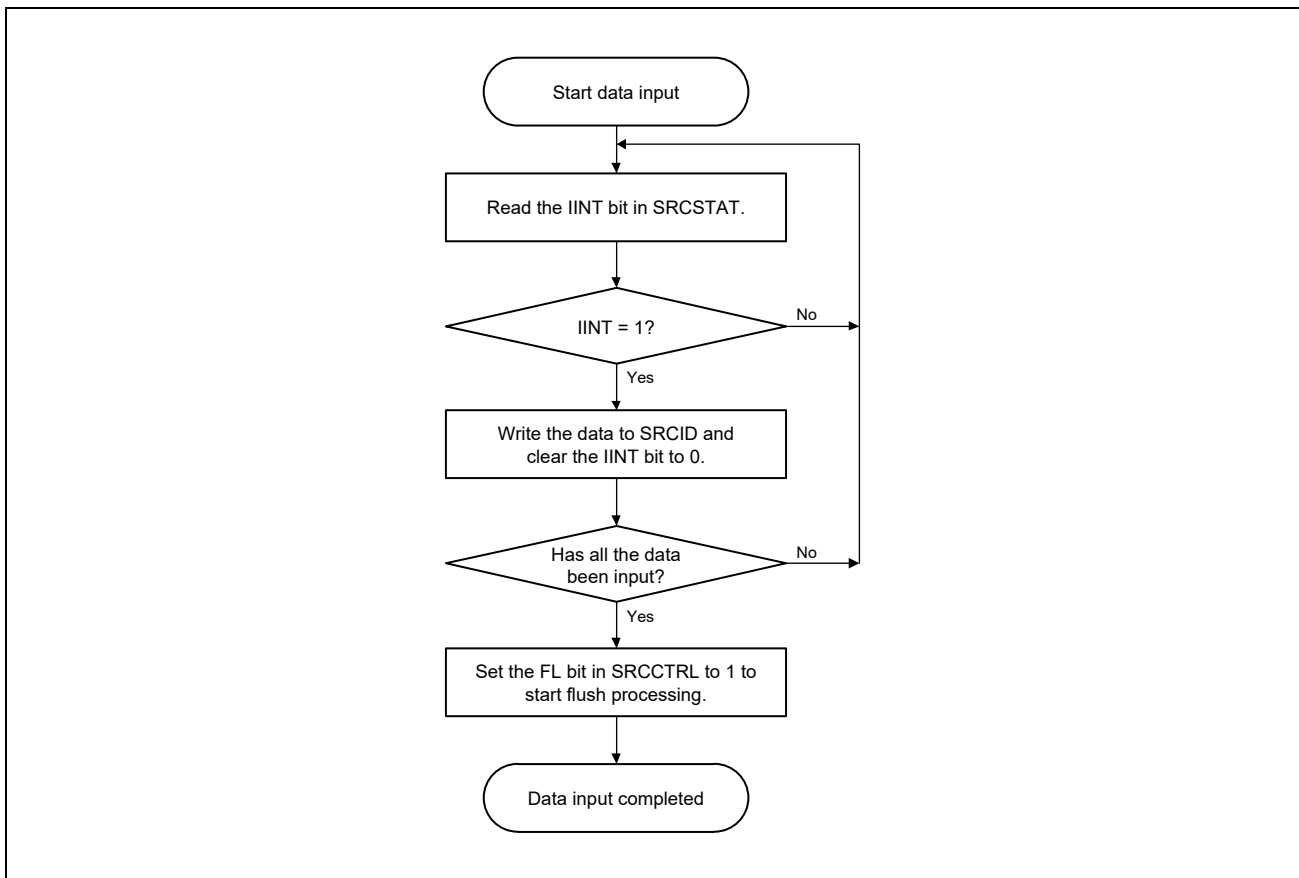 Start data input
Read the IINT bit in SRCSTAT.
IINT = 1?
No
Yes
Write the data to SRCID and
clear the IINT bit to 0.
Has all the data
been input?
No
Yes
Set the FL bit in SRCCTRL to 1 to
start flush processing.
Data input completed